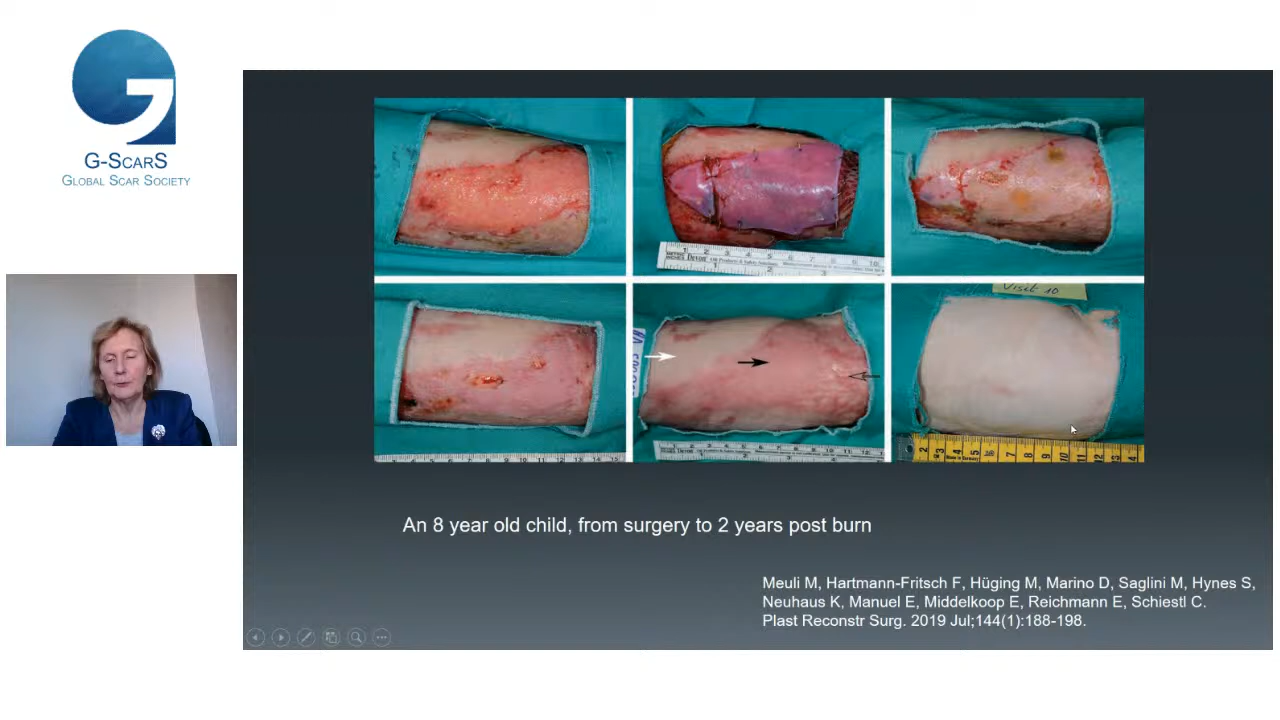 G-ScarS
Global Scar Society
Visit 10
An 8 year old child, from surgery to 2 years post burn
Meuli M, Hartmann-Fritsch F, Hüging M, Marino D, Saglini M, Hynes S,
Neuhaus K, Manuel E, Middelkoop E, Reichmann E, Schiestl C.
Plast Reconstr Surg. 2019 Jul;144(1):188-198.